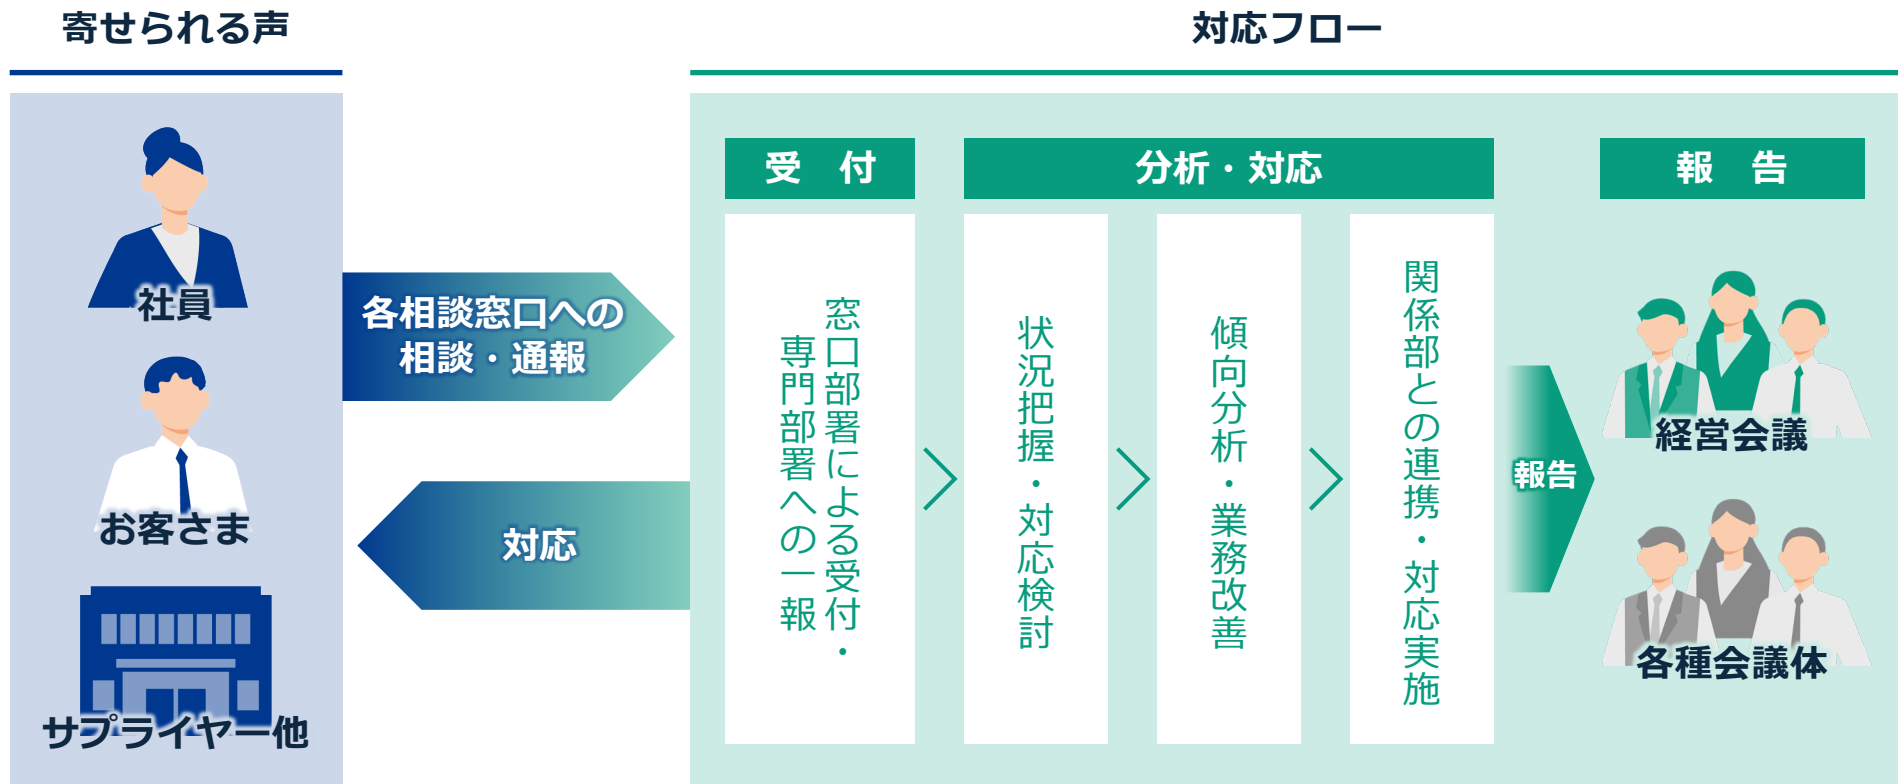 寄せられる声
社員
お客さま
サプライヤー他
各相談窓口への
相談・通報
対応
対応フロー
受　付
窓口部署による受付・
専門部署への一報
分析・対応
状況把握・対応検討
傾向分析・業務改善
関係部との連携・対応実施
報告
報　告
経営会議
各種会議体